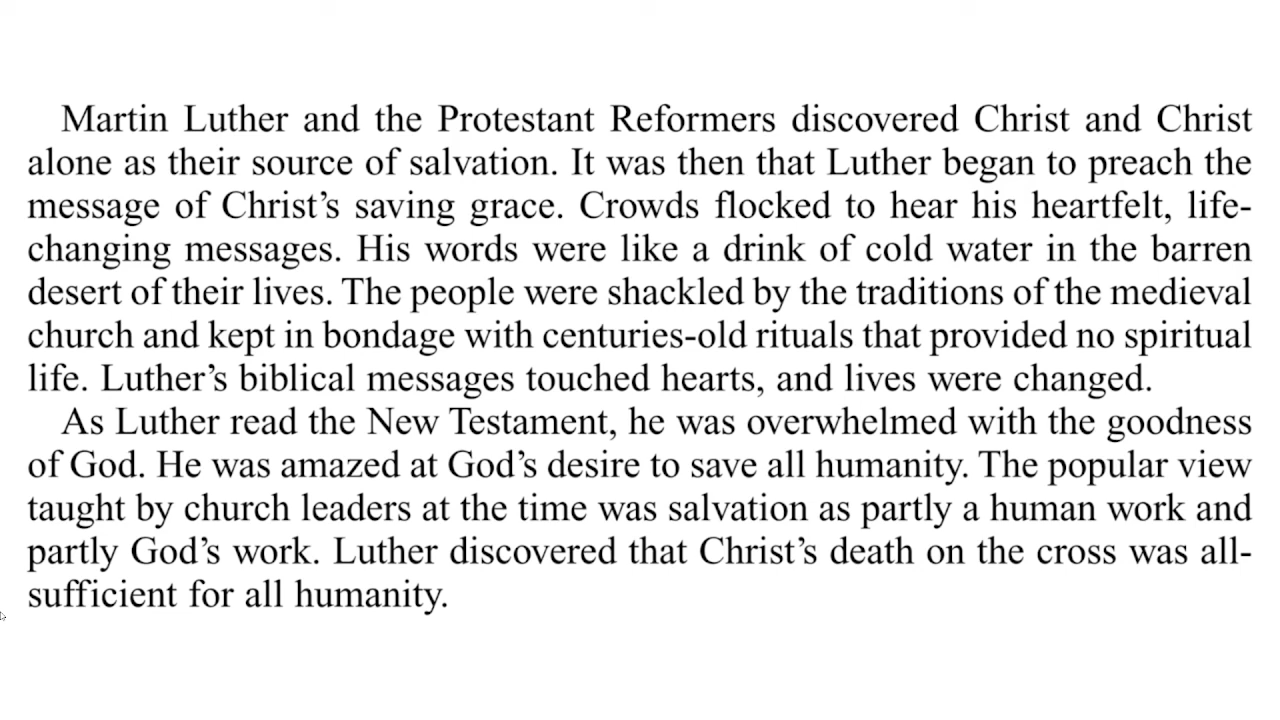 Martin Luther and the Protestant Reformers discovered Christ and Christ
alone as their source of salvation. It was then that Luther began to preach the
message of Christ’s saving grace. Crowds flocked to hear his heartfelt, life-
changing messages. His words were like a drink of cold water in the barren
desert of their lives. The people were shackled by the traditions of the medieval
church and kept in bondage with centuries-old rituals that provided no spiritual
life. Luther’s biblical messages touched hearts, and lives were changed.
As Luther read the New Testament, he was overwhelmed with the goodness
of God. He was amazed at God’s desire to save all humanity. The popular view
taught by church leaders at the time was salvation as partly a human work and
partly God’s work. Luther discovered that Christ’s death on the cross was all-
sufficient for all humanity.